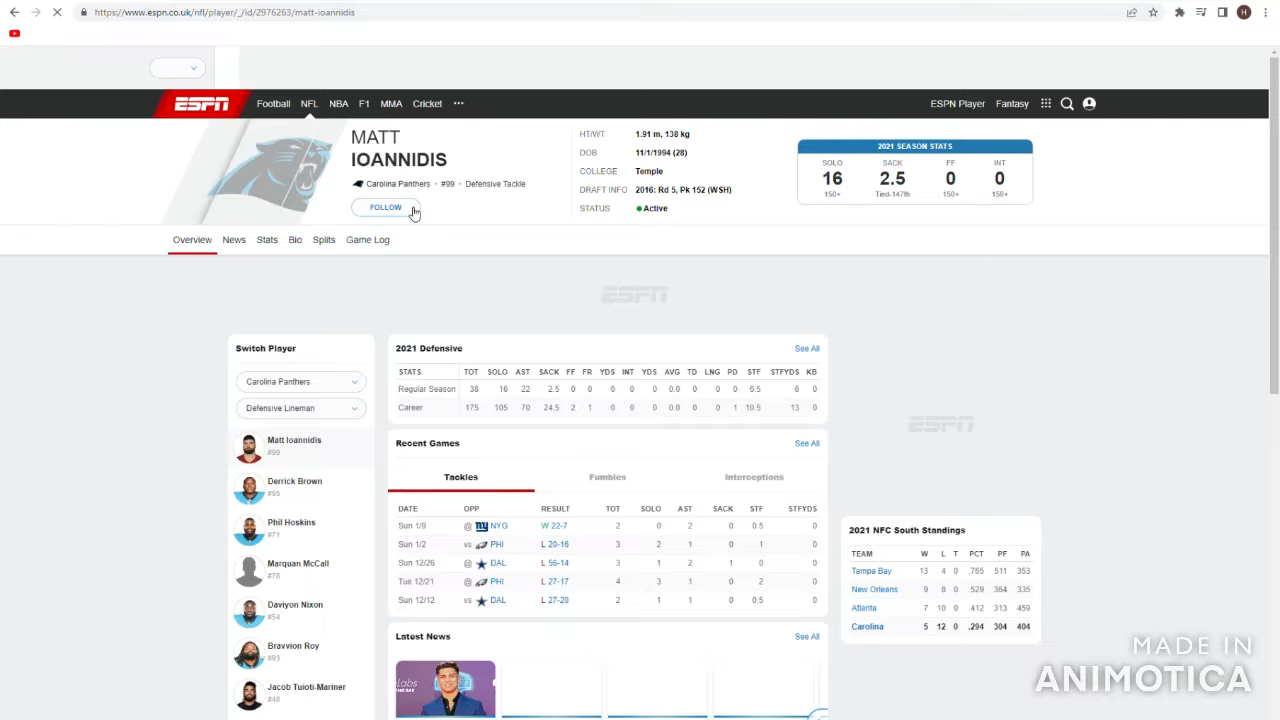 https://www.espn.co.uk/nfl/player/_/id/2976263/matt-ioannidis
H
ESPN
Football NFL NBA F1 MMA Cricket
ESPN Player Fantasy
MATT
IOANNIDIS
Carolina Panthers • #99 • Defensive Tackle
FOLLOW
HT/WT 1.91 m, 138 kg
DOB 11/1/1994 (28)
COLLEGE Temple
DRAFT INFO 2016: Rd 5, Pk 152 (WSH)
STATUS Active
2021 SEASON STATS
SOLO SACK FF INT
16 2.5 0 0
150+ Tied-147th 150+ 150+
Overview News Stats Bio Splits Game Log
ESPN
Switch Player
Carolina Panthers
Defensive Lineman
Matt Ioannidis
#99
Derrick Brown
#95
Phil Hoskins
#71
Marquan McCall
#78
Daviyon Nixon
#54
Bravvion Roy
#93
Jacob Tuioti-Mariner
#48
2021 Defensive See All
STATS TOT SOLO AST SACK FF FR YDS INT YDS AVG TD LNG PD STF STFYDS KB
Regular Season 38 16 22 2.5 0 0 0 0 0 0.0 0 0 0 6.5 6 0
Career 175 105 70 24.5 2 1 0 0 0 0.0 0 0 1 10.5 13 0
Recent Games See All
Tackles Fumbles Interceptions
DATE OPP RESULT TOT SOLO AST SACK STF STFYDS
Sun 1/9 @ NYG W 22-7 2 0 2 0 0.5 0
Sun 1/2 vs PHI L 20-16 3 2 1 0 1 0
Sun 12/26 @ DAL L 56-14 3 1 2 1 0 0
Tue 12/21 @ PHI L 27-17 4 3 1 0 2 0
Sun 12/12 vs DAL L 27-20 2 1 1 0 0.5 0
Latest News See All
ESPN
2021 NFC South Standings
TEAM W L T PCT PF PA
Tampa Bay 13 4 0 .765 511 353
New Orleans 9 8 0 .529 364 335
Atlanta 7 10 0 .412 313 459
Carolina 5 12 0 .294 304 404
MADE IN
ANIMOTICA